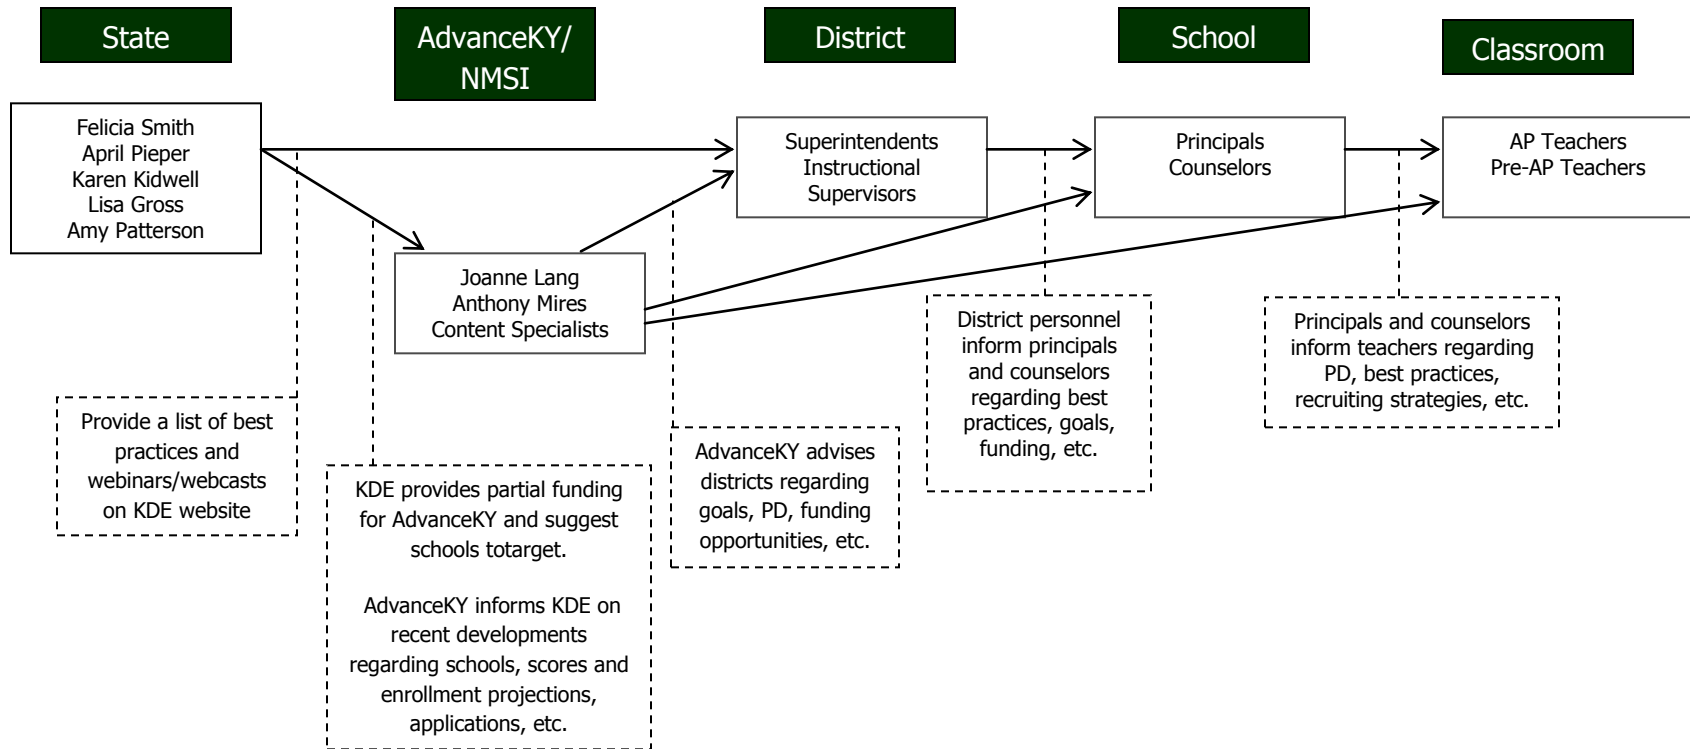 State
AdvanceKY/
NMSI
District
School
Classroom
Felicia Smith
April Pieper
Karen Kidwell
Lisa Gross
Amy Patterson
Superintendents
Instructional
Supervisors
Principals
Counselors
AP Teachers
Pre-AP Teachers
Joanne Lang
Anthony Mires
Content Specialists
Provide a list of best
practices and
webinars/webcasts
on KDE website
KDE provides partial funding
for AdvanceKY and suggest
schools totarget.
AdvanceKY informs KDE on
recent developments
regarding schools, scores and
enrollment projections,
applications, etc.
AdvanceKY advises
districts regarding
goals, PD, funding
opportunities, etc.
District personnel
inform principals
and counselors
regarding best
practices, goals,
funding, etc.
Principals and counselors
inform teachers regarding
PD, best practices,
recruiting strategies, etc.